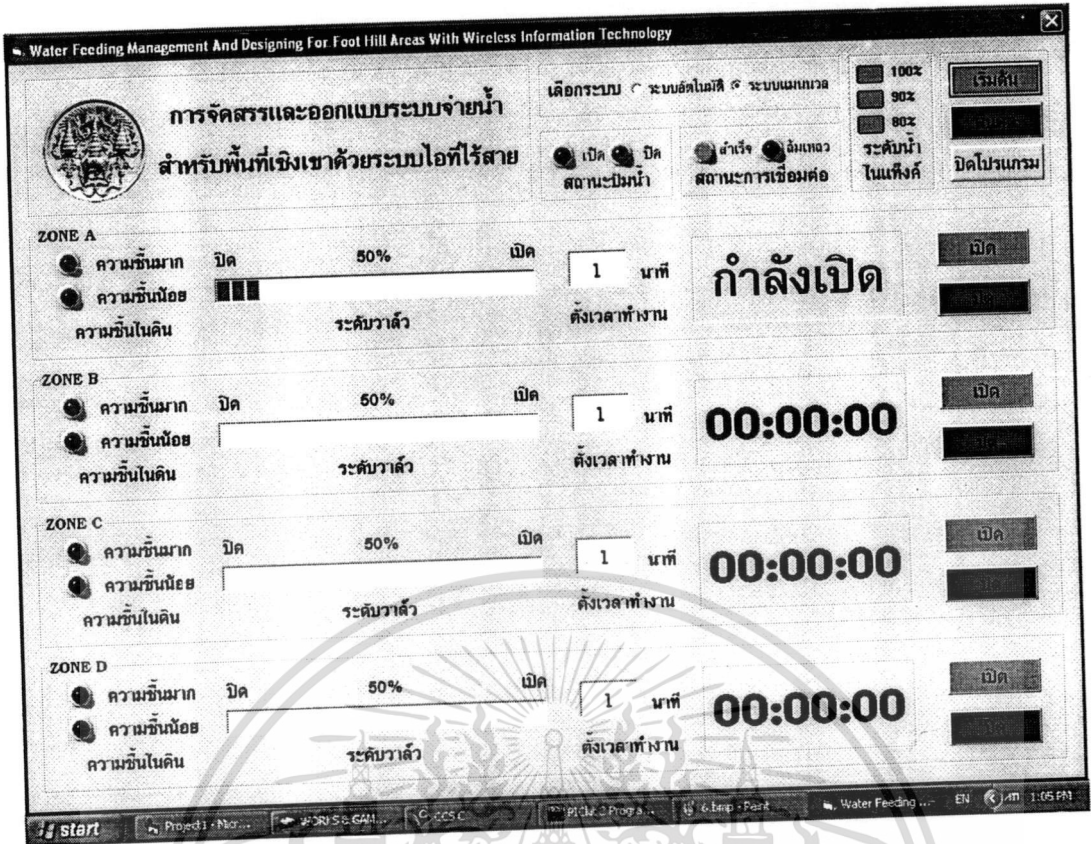 Water Feeding Management And Designing For Foot Hill Areas With Wireless Information Technology
การจัดสรรและออกแบบระบบจ่ายน้ำ
สำหรับพื้นที่เชิงเขาด้วยระบบไอทีไร้สาย
เลือกระบบ ระบบอัตโนมัติ ระบบแมนนวล
เปิด ปิด
สถานะปั๊มน้ำ
สำเร็จ ล้มเหลว
สถานะการเชื่อมต่อ
100%
90%
80%
ระดับน้ำ
ในแท็งค์
เริ่มต้น
ปิดโปรแกรม
ZONE A
ความชื้นมาก
ความชื้นน้อย
ความชื้นในดิน
ปิด 50% เปิด
ระดับวาล์ว
1 นาที
ตั้งเวลาทำงาน
กำลังเปิด
เปิด
ปิด
ZONE B
ความชื้นมาก
ความชื้นน้อย
ความชื้นในดิน
ปิด 50% เปิด
ระดับวาล์ว
1 นาที
ตั้งเวลาทำงาน
00:00:00
เปิด
ZONE C
ความชื้นมาก
ความชื้นน้อย
ความชื้นในดิน
ปิด 50% เปิด
ระดับวาล์ว
1 นาที
ตั้งเวลาทำงาน
00:00:00
เปิด
ZONE D
ความชื้นมาก
ความชื้นน้อย
ความชื้นในดิน
ปิด 50% เปิด
ระดับวาล์ว
1 นาที
ตั้งเวลาทำงาน
00:00:00
เปิด
start Project1 - Micr... WORKS & GAM... CCS C 6.bmp - Paint Water Feeding ... EN 1:05 PM